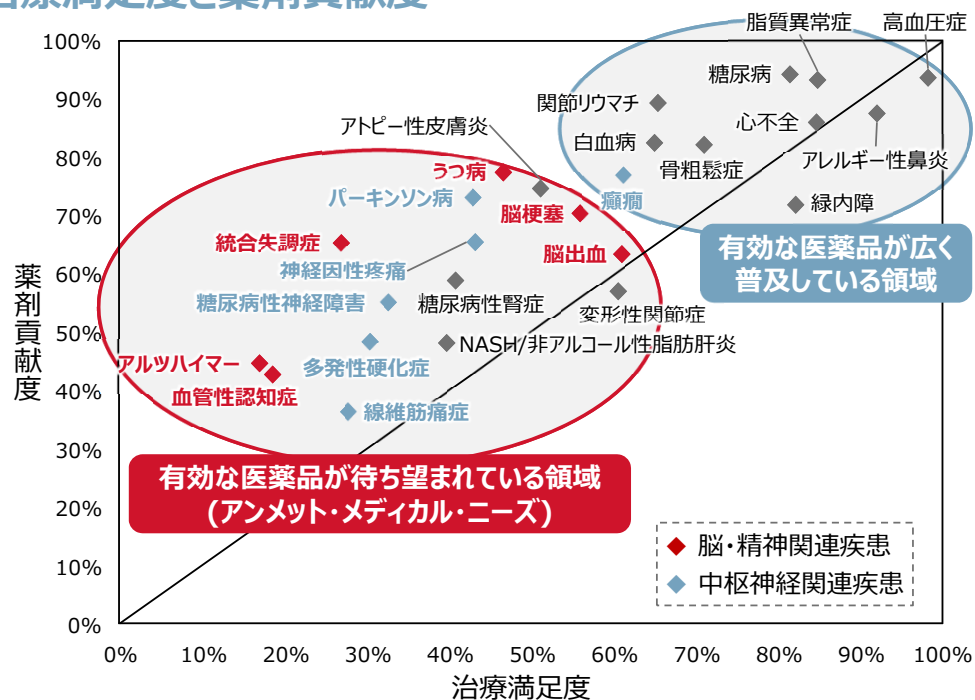 治療満足度と薬剤貢献度
脂質異常症
高血圧症
糖尿病
関節リウマチ
アトピー性皮膚炎
心不全
白血病
骨粗鬆症
アレルギー性鼻炎
うつ病
パーキンソン病
癲癇
緑内障
脳梗塞
統合失調症
脳出血
神経因性疼痛
有効な医薬品が広く
普及している領域
糖尿病性神経障害
糖尿病性腎症
変形性関節症
NASH/非アルコール性脂肪肝炎
アルツハイマー
多発性硬化症
血管性認知症
線維筋痛症
有効な医薬品が待ち望まれている領域
(アンメット・メディカル・ニーズ)
脳・精神関連疾患
中枢神経関連疾患
薬剤貢献度
100%
90%
80%
70%
60%
50%
40%
30%
20%
10%
0%
0%
10%
20%
30%
40%
50%
60%
70%
80%
90%
100%
治療満足度